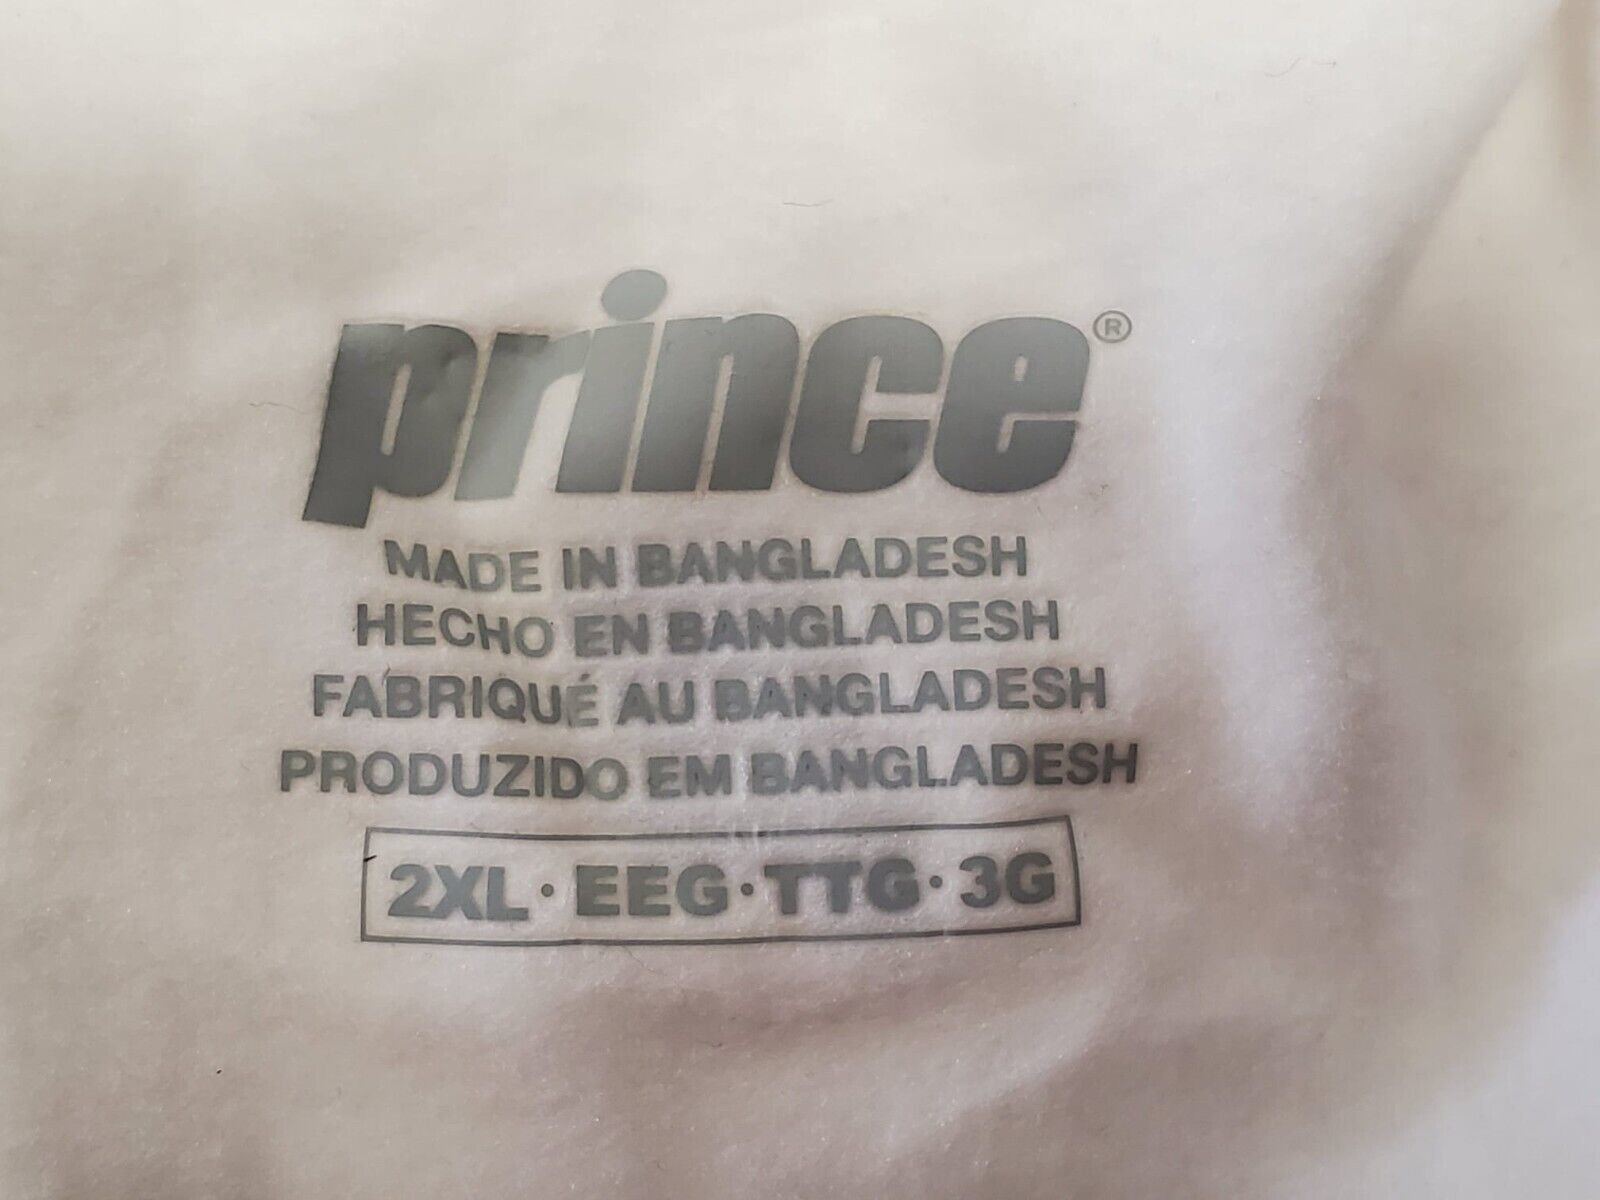 prince®
MADE IN BANGLADESH
HECHO EN BANGLADESH
FABRIQUÉ AU BANGLADESH
PRODUZIDO EM BANGLADESH
2XL · EEG · TTG · 3G